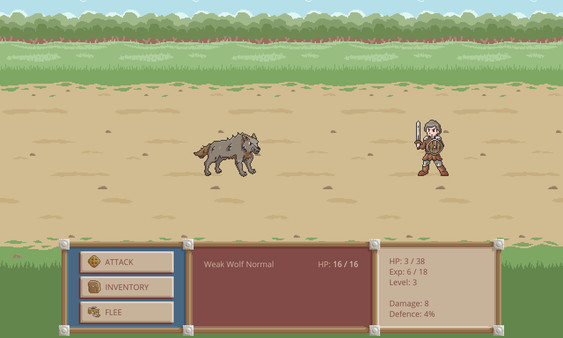 ATTACK
INVENTORY
FLEE
Weak Wolf Normal HP: 16 / 16
HP: 3 / 38
Exp: 6 / 18
Level: 3
Damage: 8
Defence: 4%